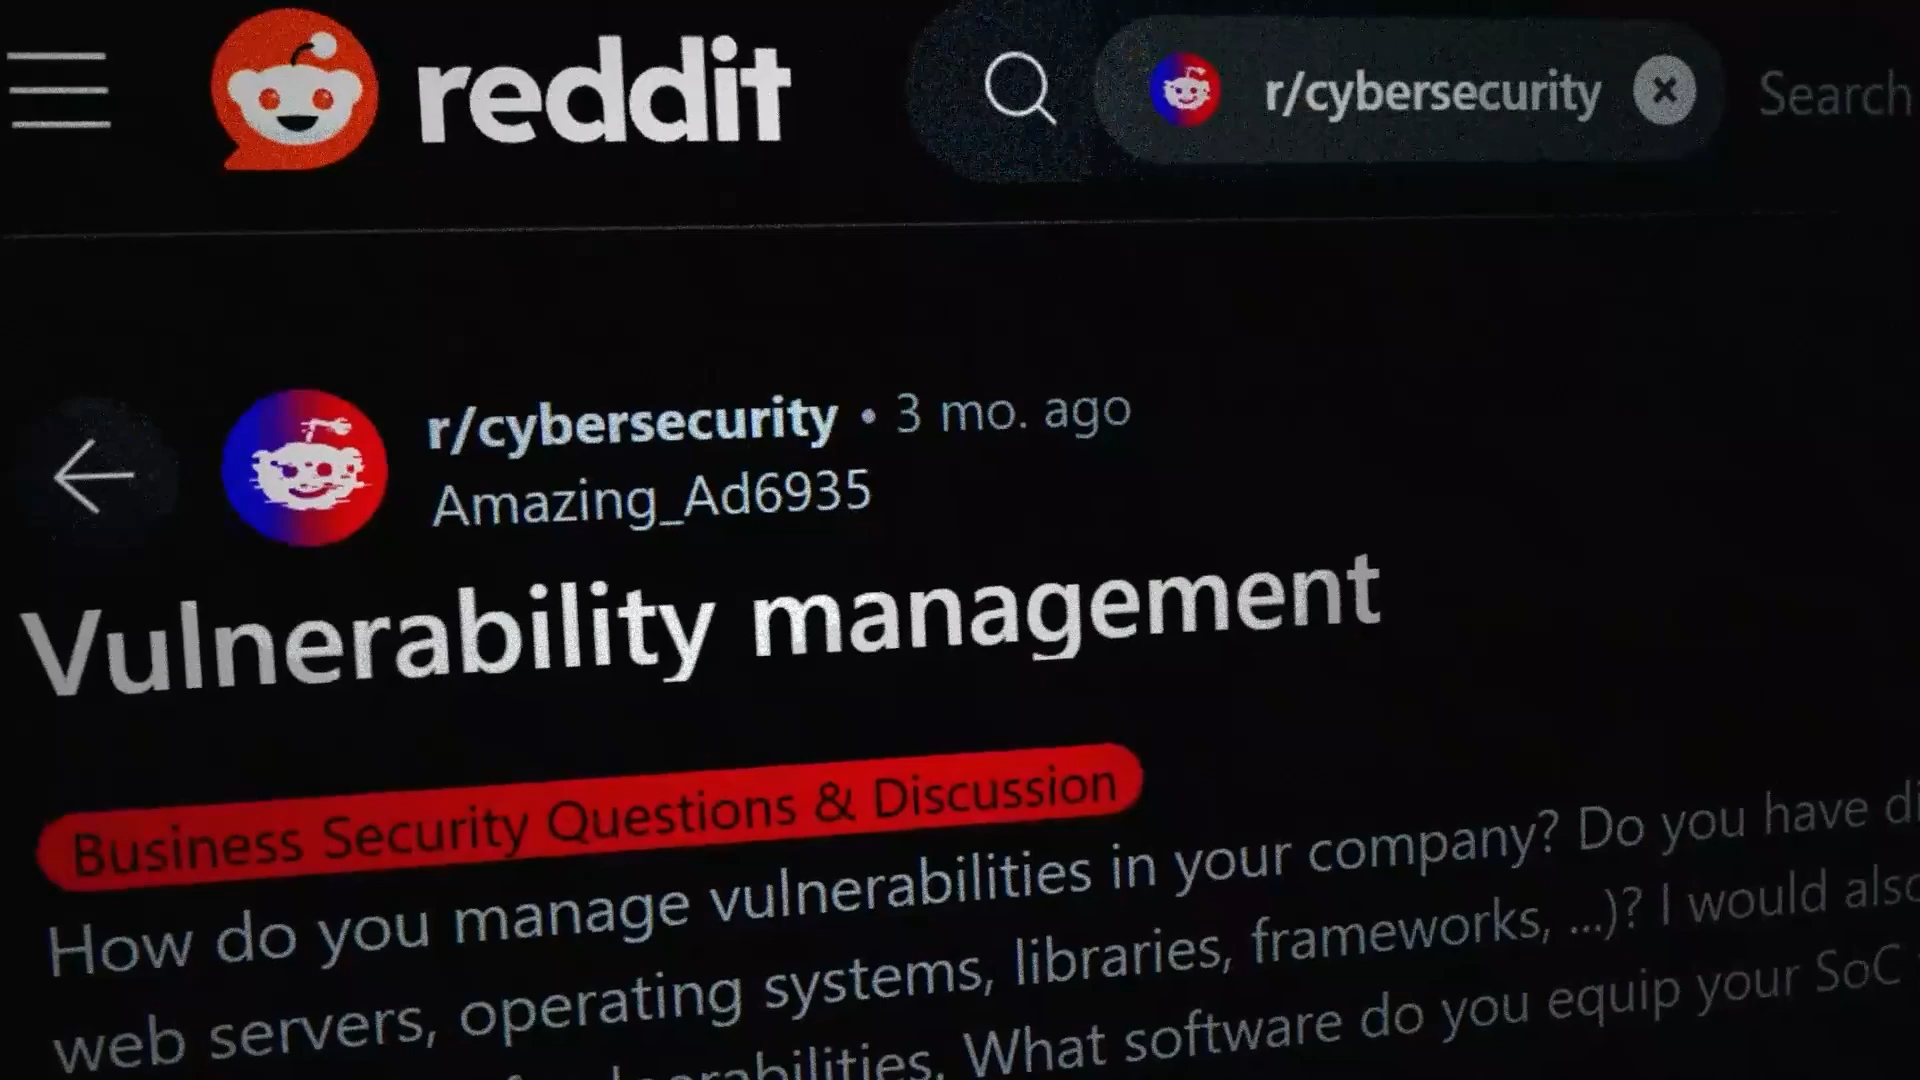 reddit
r/cybersecurity
Search
r/cybersecurity • 3 mo. ago
Amazing_Ad6935
Vulnerability management
Business Security Questions & Discussion
How do you manage vulnerabilities in your company? Do you have
web servers, operating systems, libraries, frameworks, ...)? I would also
What software do you equip your SoC